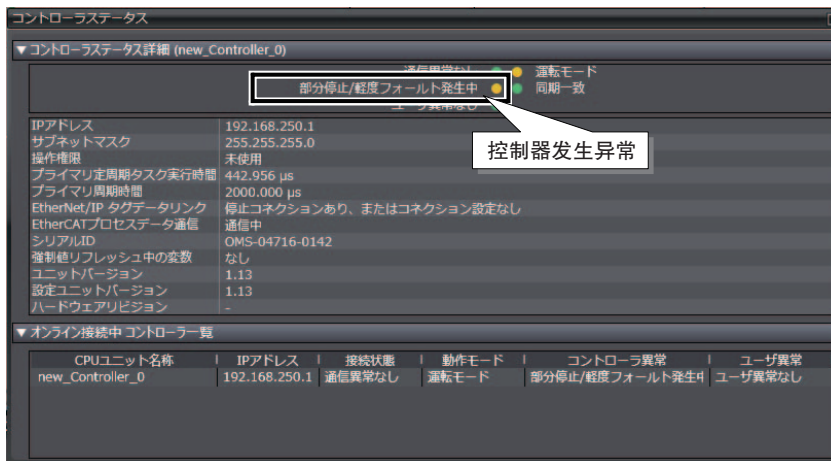 コントローラステータス
▼コントローラステータス詳細 (new_Controller_0)
通信異常なし 運転モード
部分停止/軽度フォールト発生中 同期一致
ユーザ異常なし
控制器发生异常
IPアドレス 192.168.250.1
サブネットマスク 255.255.255.0
操作権限 未使用
プライマリ定周期タスク実行時間 442.956 μs
プライマリ周期時間 2000.000 μs
EtherNet/IP タグデータリンク 停止コネクションあり、またはコネクション設定なし
EtherCATプロセスデータ通信 通信中
シリアルID OMS-04716-0142
強制値リフレッシュ中の変数 なし
ユニットバージョン 1.13
設定ユニットバージョン 1.13
ハードウェアリビジョン -
▼オンライン接続中 コントローラ一覧
CPUユニット名称 IPアドレス 接続状態 動作モード コントローラ異常 ユーザ異常
new_Controller_0 192.168.250.1 通信異常なし 運転モード 部分停止/軽度フォールト発生中 ユーザ異常なし